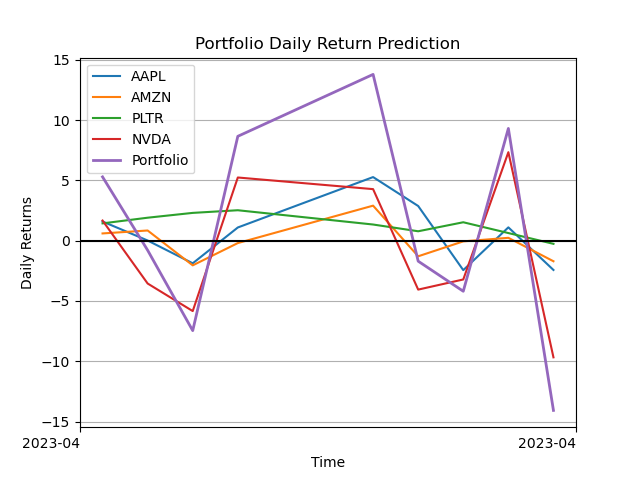 Portfolio Daily Return Prediction
AAPL
AMZN
PLTR
NVDA
Portfolio
15
10
5
0
−5
−10
−15
Daily Returns
2023-04
2023-04
Time